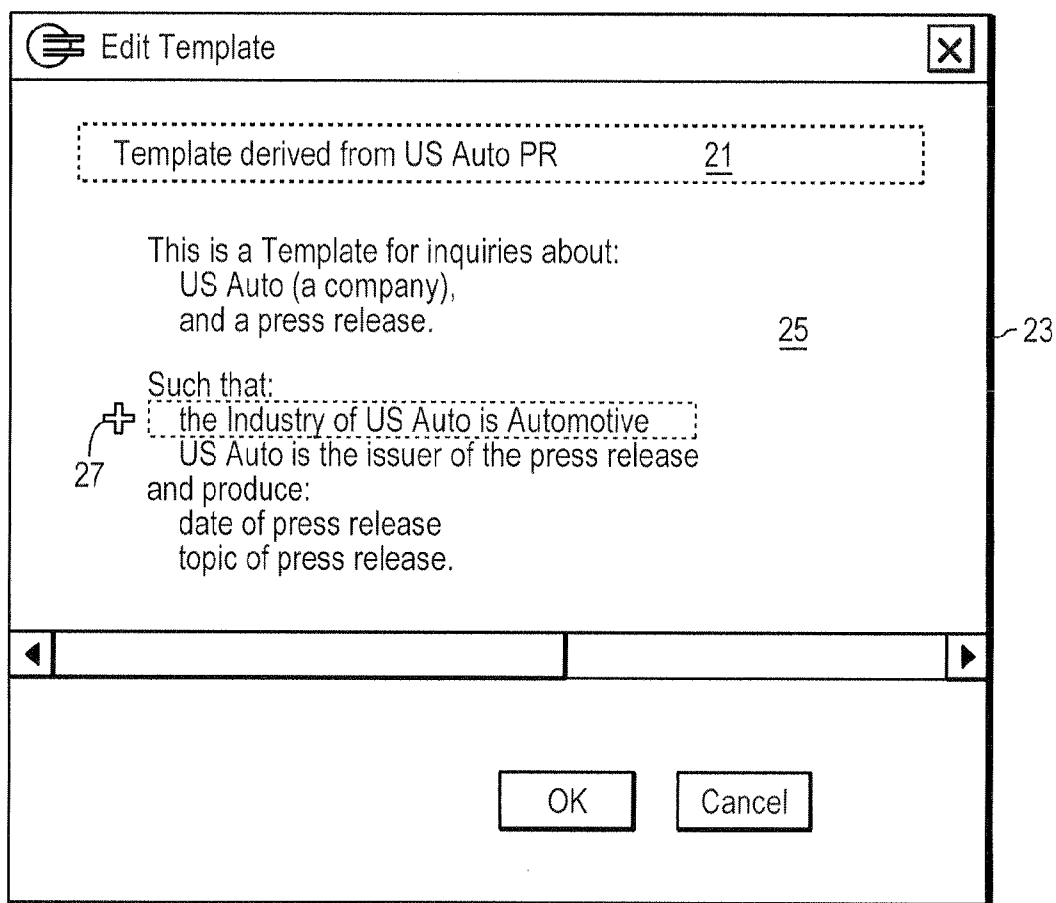 Edit Template
Template derived from US Auto PR 21
This is a Template for inquiries about:
US Auto (a company),
and a press release.
25
23
Such that:
the Industry of US Auto is Automotive
27
US Auto is the issuer of the press release
and produce:
date of press release
topic of press release.
OK Cancel